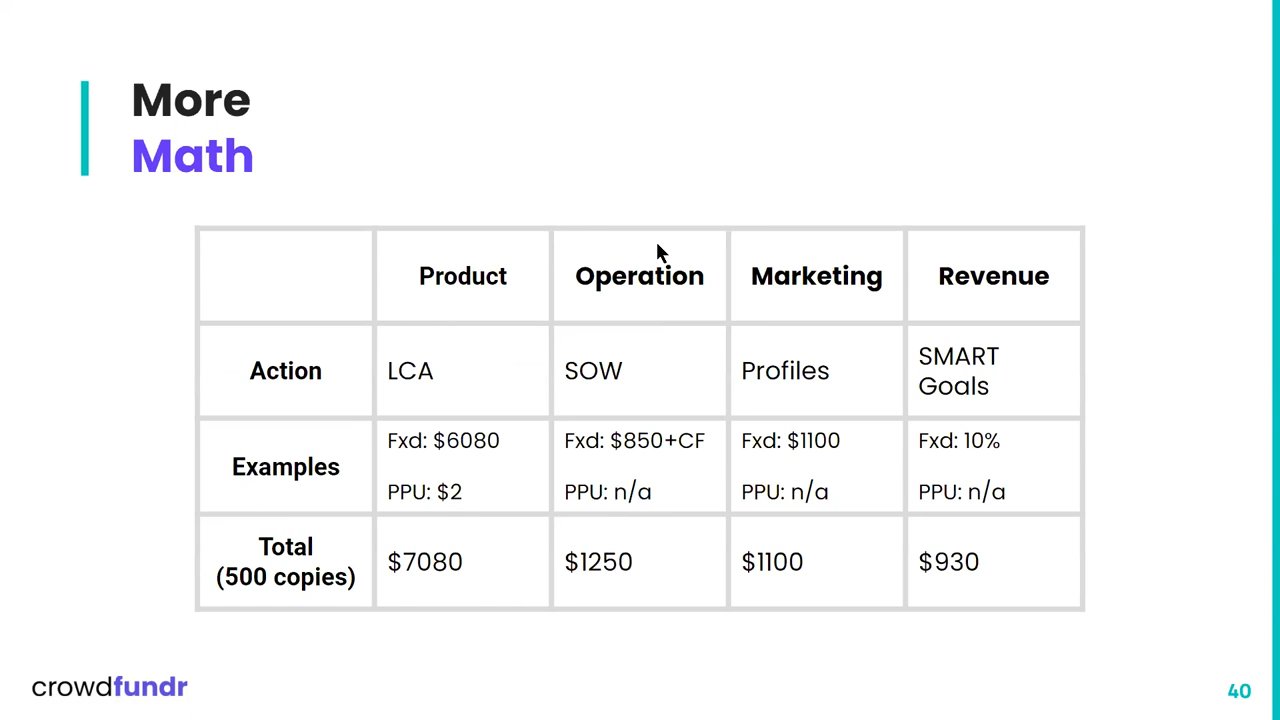 More
Math
Product Operation Marketing Revenue
Action LCA SOW Profiles SMART Goals
Examples Fxd: $6080 Fxd: $850+CF Fxd: $1100 Fxd: 10%
PPU: $2 PPU: n/a PPU: n/a PPU: n/a
Total
(500 copies) $7080 $1250 $1100 $930
crowdfundr
40